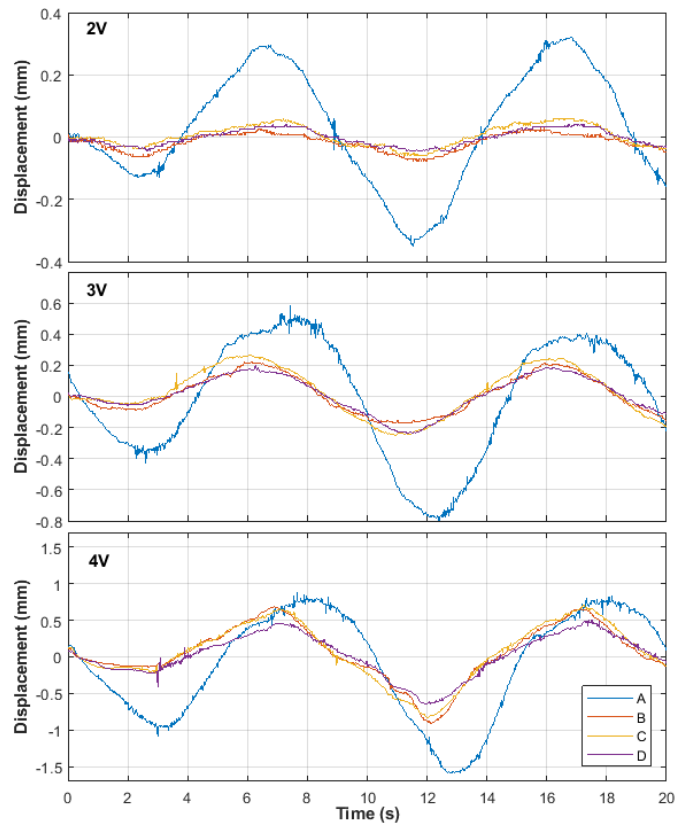 2V
Displacement (mm)
0.4
0.2
0
-0.2
-0.4
3V
Displacement (mm)
0.6
0.4
0.2
0
-0.2
-0.4
-0.6
-0.8
4V
Displacement (mm)
1.5
1
0.5
0
-0.5
-1
-1.5
A
B
C
D
0 2 4 6 8 10 12 14 16 18 20
Time (s)